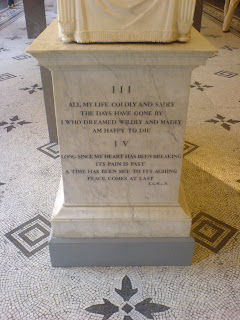 III
ALL MY LIFE COLDLY AND SADLY
THE DAYS HAVE GONE BY
I WHO DREAMED WILDLY AND MADLY
AM HAPPY TO DIE
IV
LONG SINCE MY HEART HAS BEEN BREAKING
ITS PAIN IS PAST
A TIME HAS BEEN SET TO ITS ACHING
PEACE COMES AT LAST